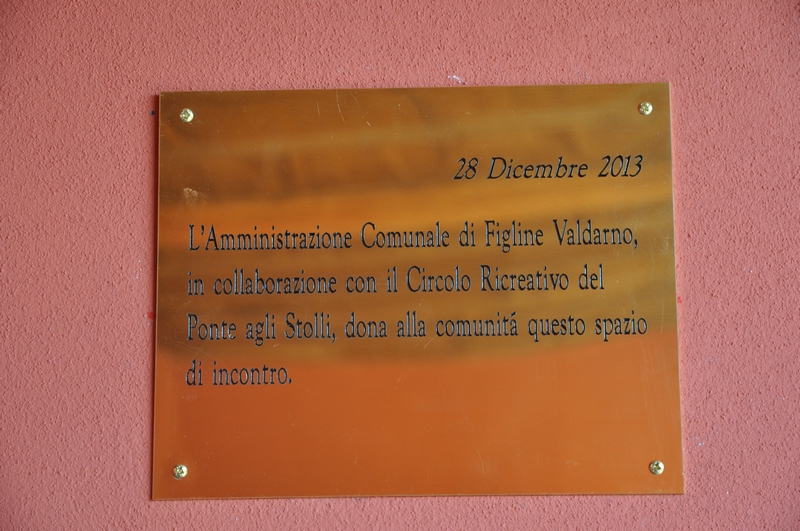 28 Dicembre 2013
L'Amministrazione Comunale di Figline Valdarno,
in collaborazione con il Circolo Ricreativo del
Ponte agli Stolli, dona alla comunitá questo spazio
di incontro.